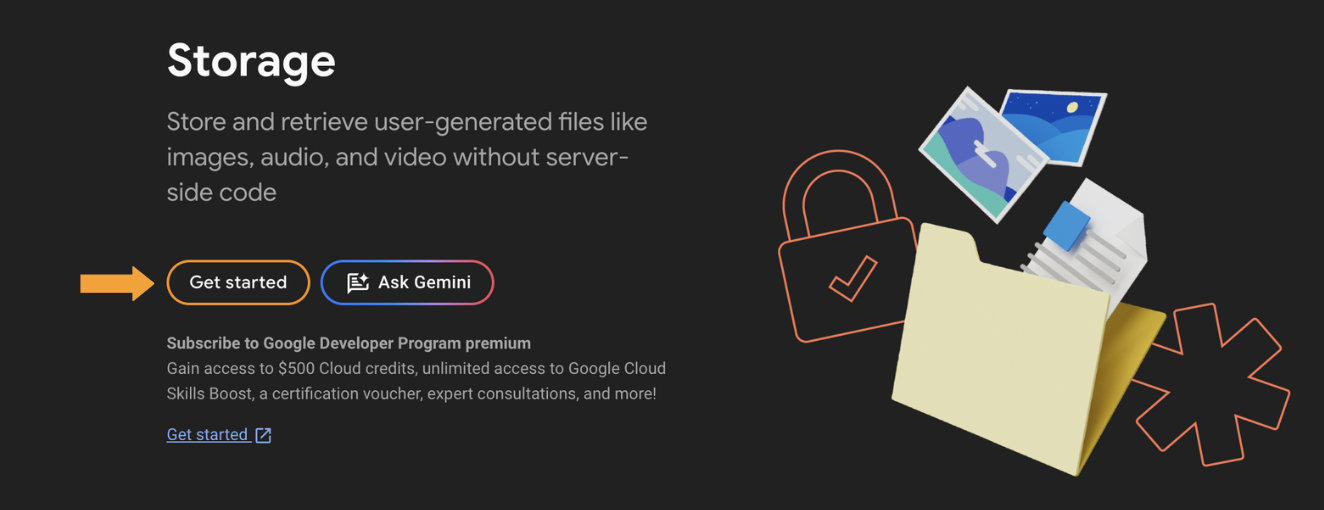 Storage
Store and retrieve user-generated files like
images, audio, and video without server-
side code
Get started
Ask Gemini
Subscribe to Google Developer Program premium
Gain access to $500 Cloud credits, unlimited access to Google Cloud
Skills Boost, a certification voucher, expert consultations, and more!
Get started